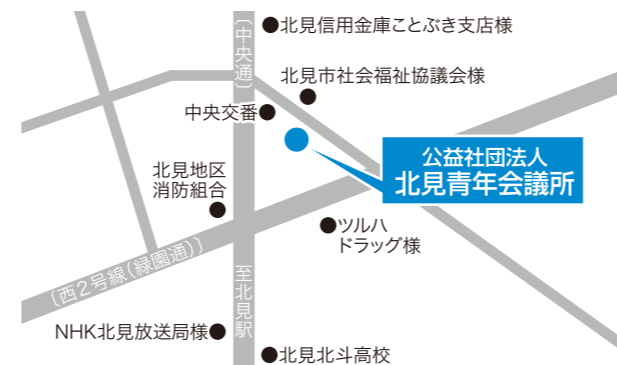 北見信用金庫ことぶき支店様
〔中央通〕
北見市社会福祉協議会様
中央交番
公益社団法人
北見青年会議所
北見地区
消防組合
ツルハ
ドラッグ様
〔西2号線(緑園通)〕
至北見駅
NHK北見放送局様
北見北斗高校